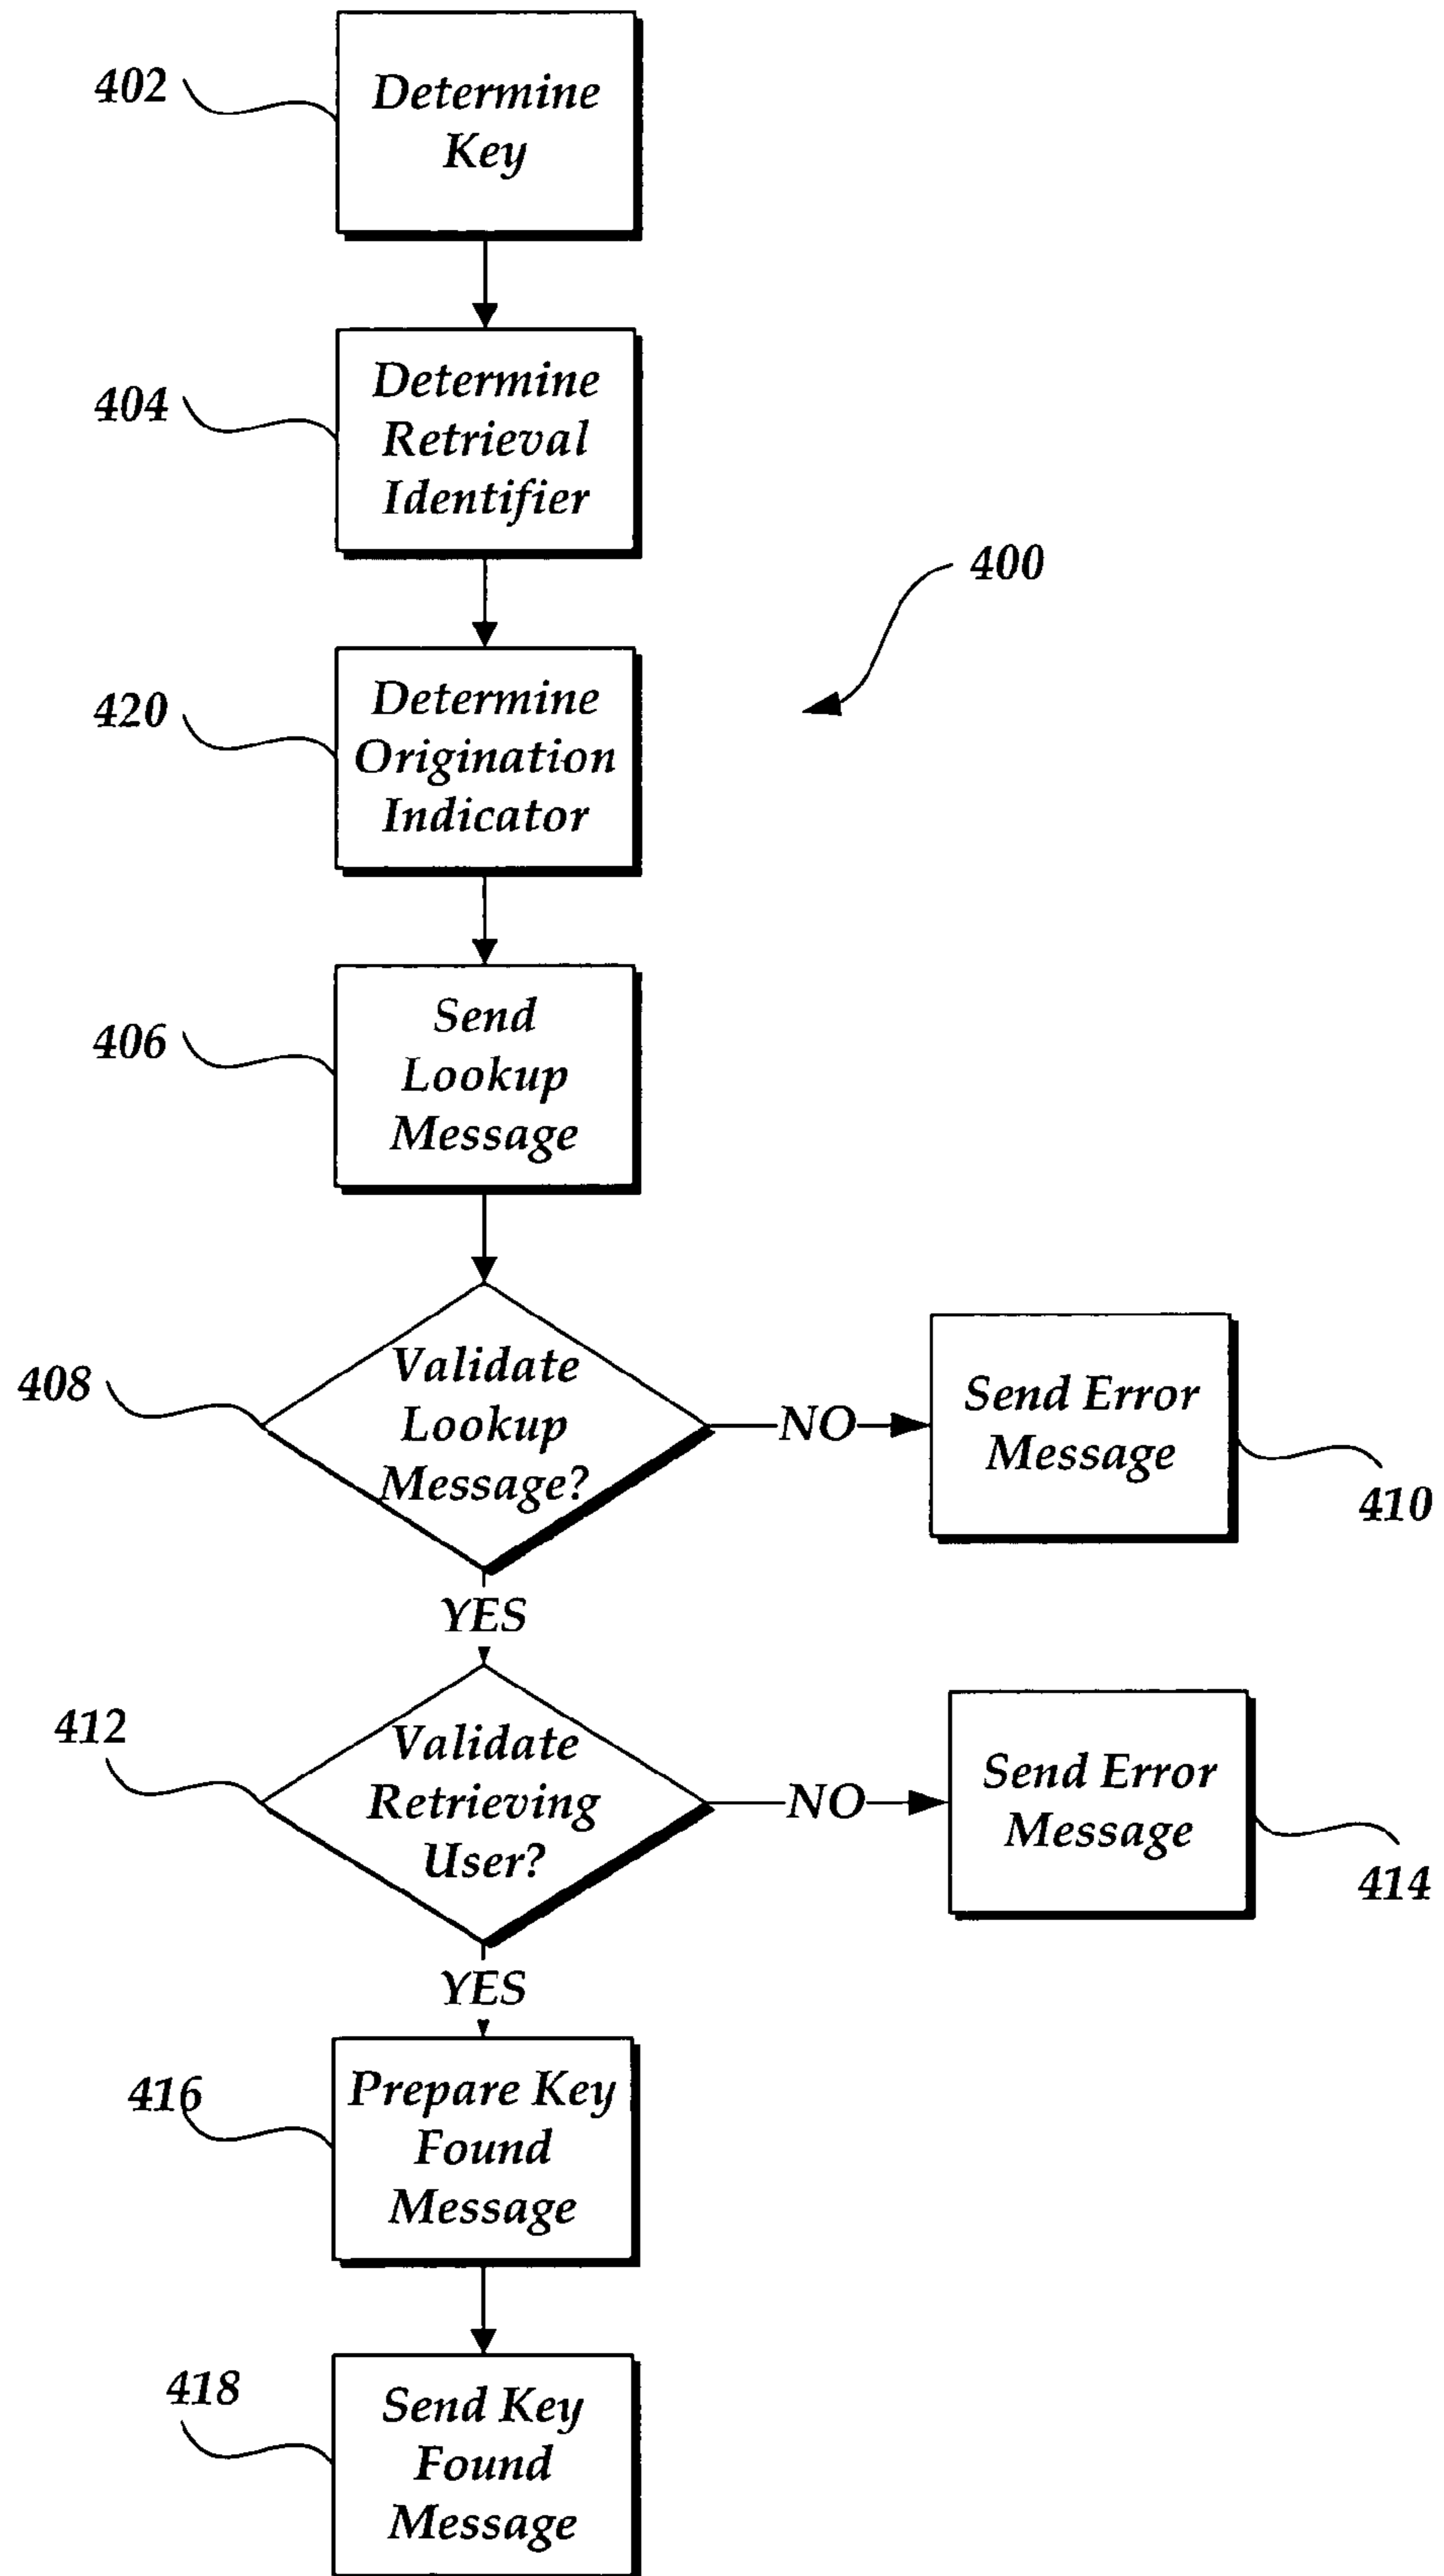 402
Determine
Key
404
Determine
Retrieval
Identifier
400
420
Determine
Origination
Indicator
406
Send
Lookup
Message
408
Validate
Lookup
Message?
NO
Send Error
Message
410
YES
412
Validate
Retrieving
User?
NO
Send Error
Message
414
YES
416
Prepare Key
Found
Message
418
Send Key
Found
Message